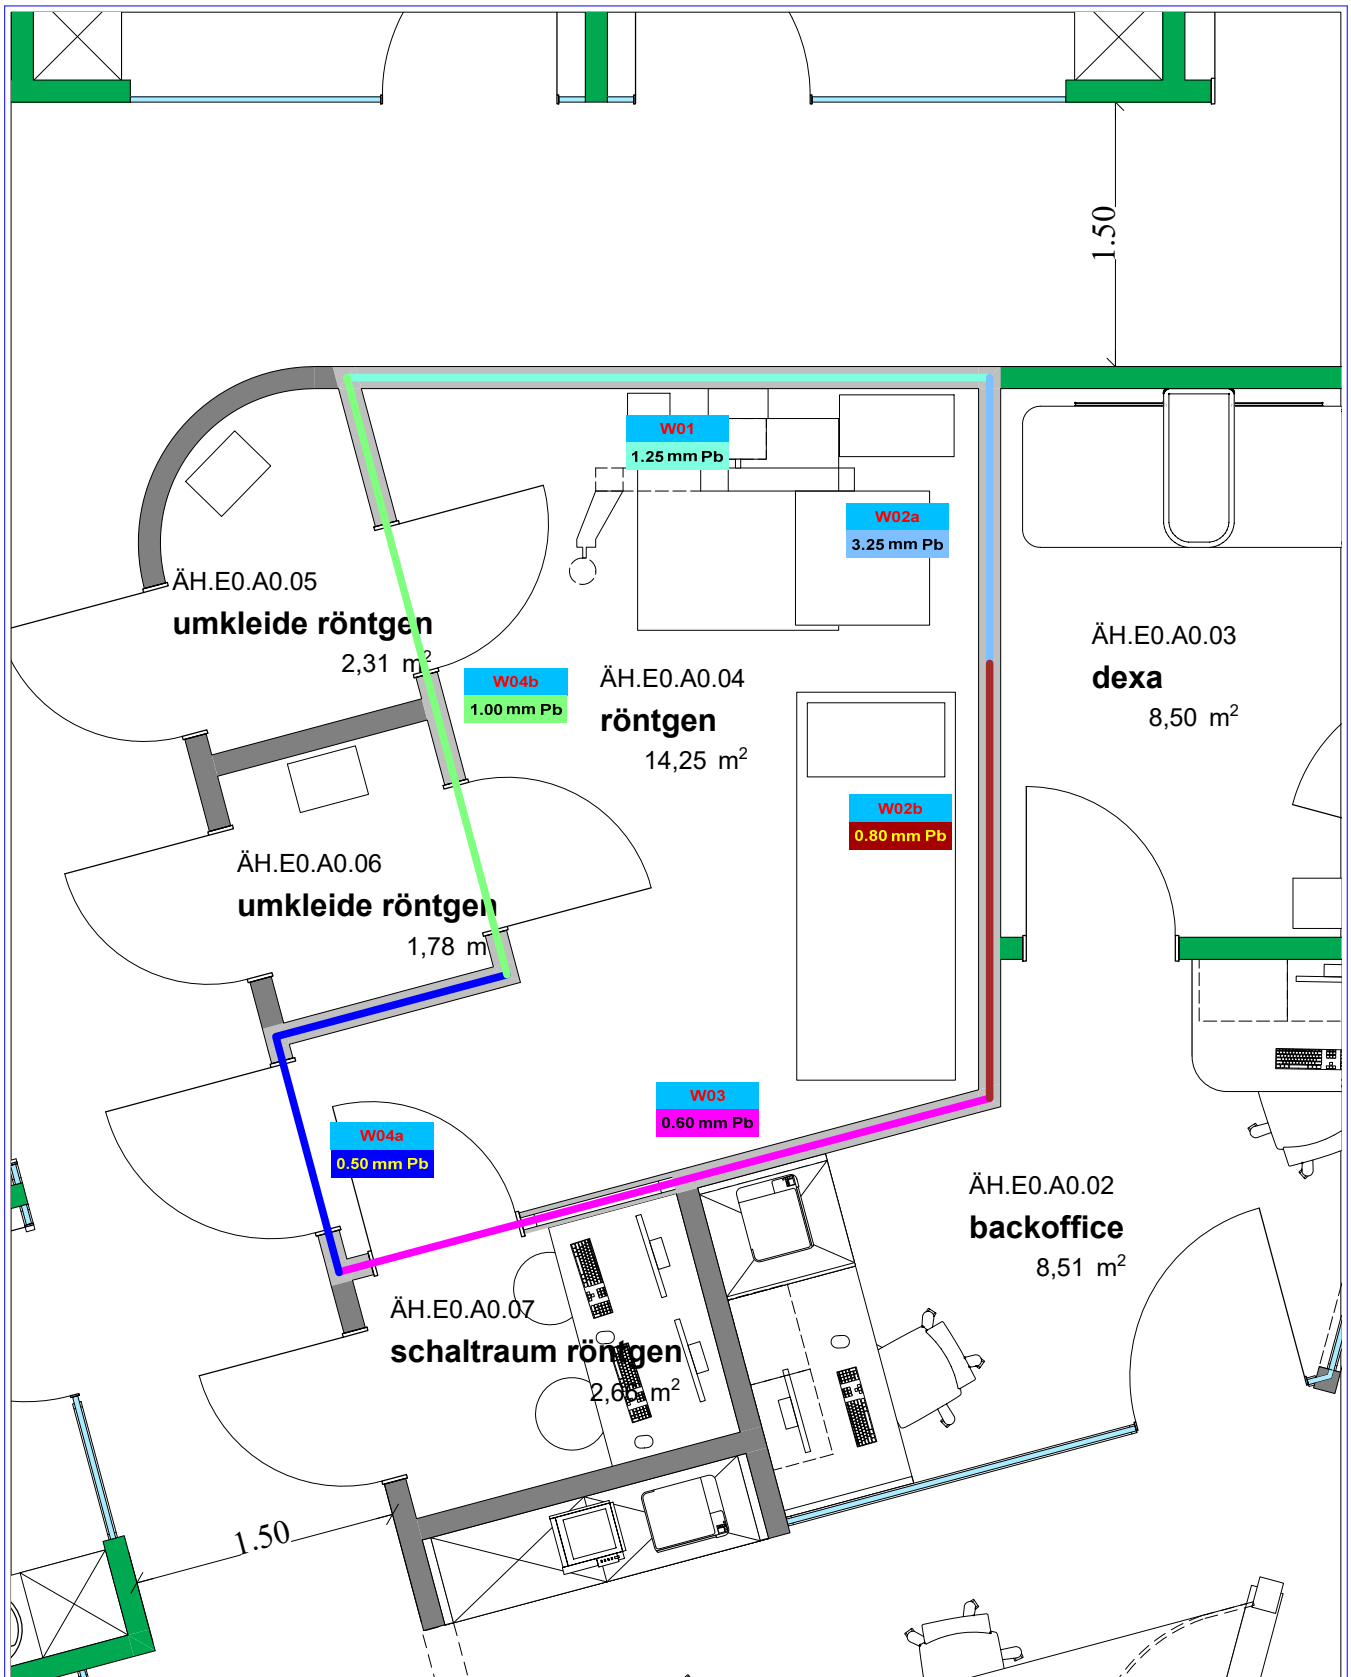 1.50
W01
1.25 mm Pb
W02a
3.25 mm Pb
ÄH.E0.A0.05
umkleide röntgen
2,31 m²
ÄH.E0.A0.03
dexa
8,50 m²
W04b
1.00 mm Pb
ÄH.E0.A0.04
röntgen
14,25 m²
W02b
0.80 mm Pb
ÄH.E0.A0.06
umkleide röntgen
1,78 m
W03
0.60 mm Pb
W04a
0.50 mm Pb
ÄH.E0.A0.02
backoffice
8,51 m²
ÄH.E0.A0.07
schaltraum röntgen
m²
1.50